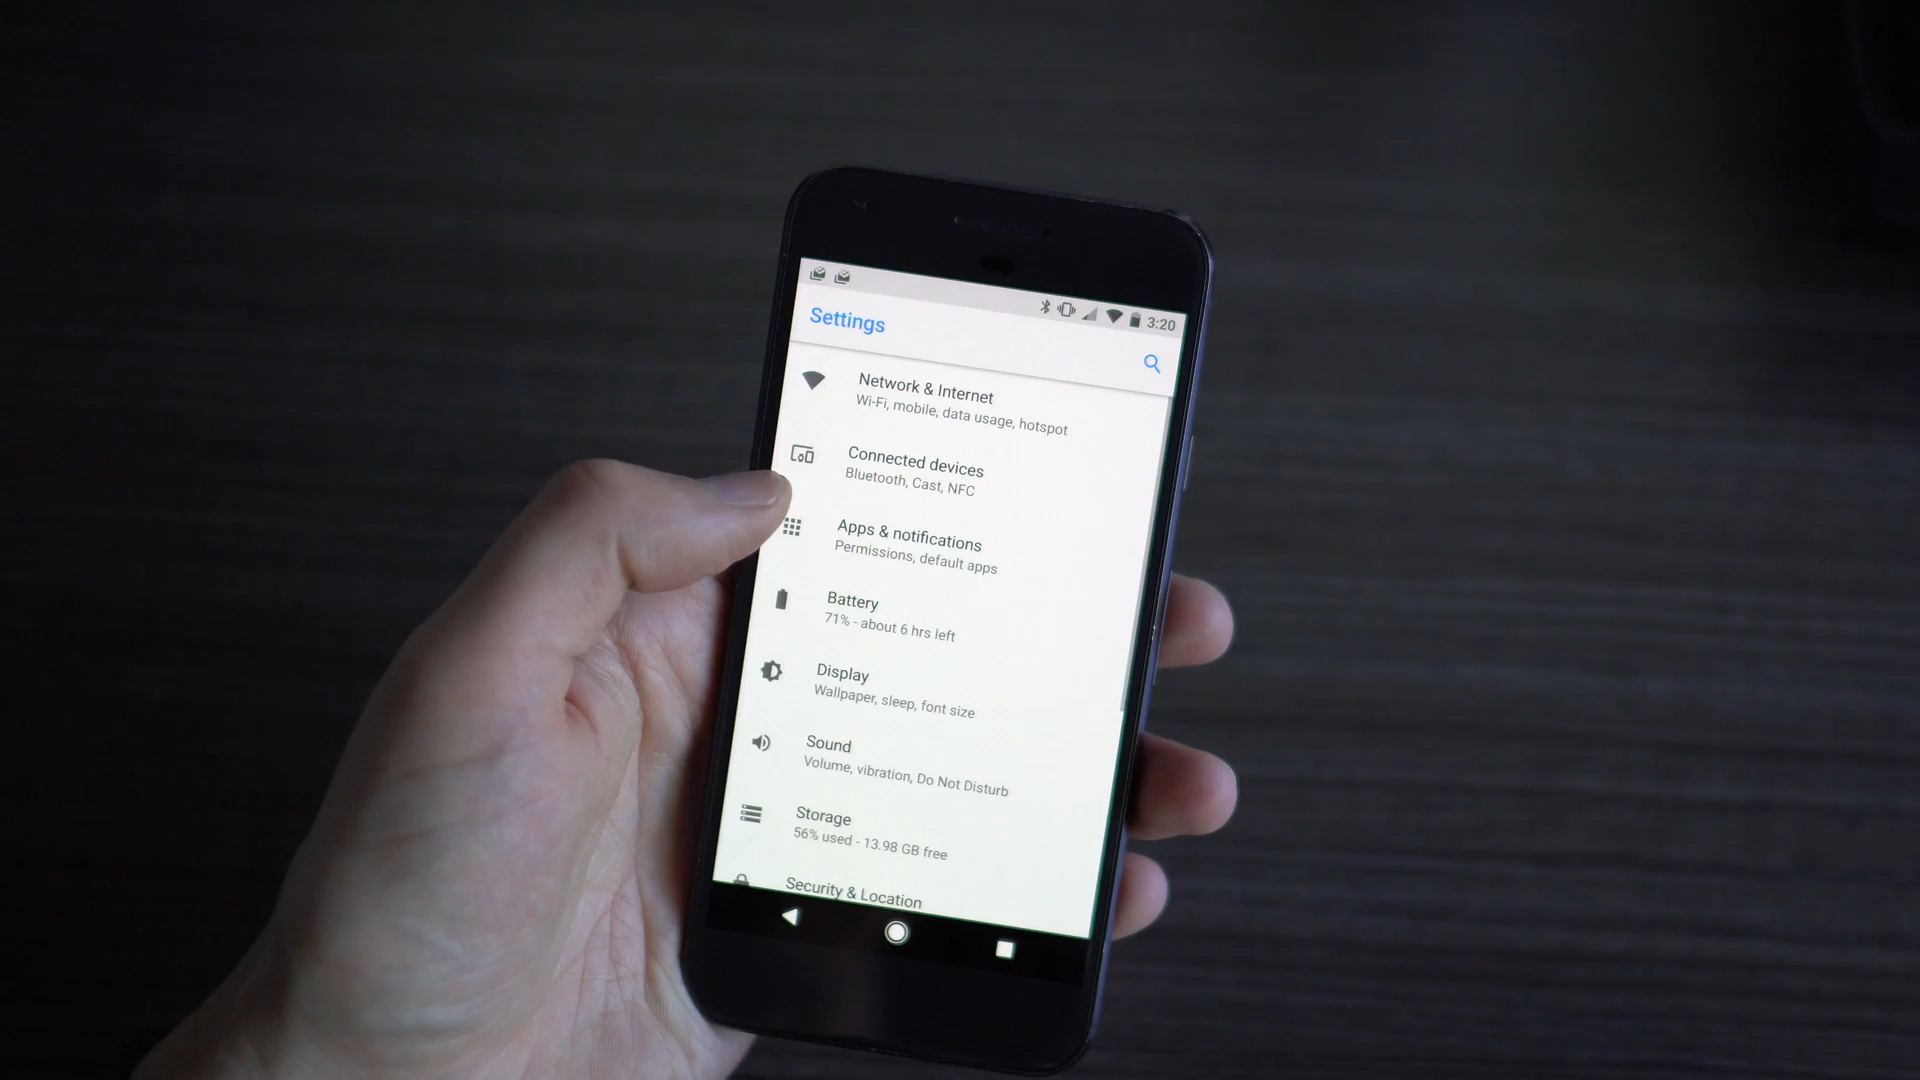 3:20
Settings
Network & Internet
Wi-Fi, mobile, data usage, hotspot
Connected devices
Bluetooth, Cast, NFC
Apps & notifications
Permissions, default apps
Battery
71% - about 6 hrs left
Display
Wallpaper, sleep, font size
Sound
Volume, vibration, Do Not Disturb
Storage
56% used - 13.98 GB free
Security & Location